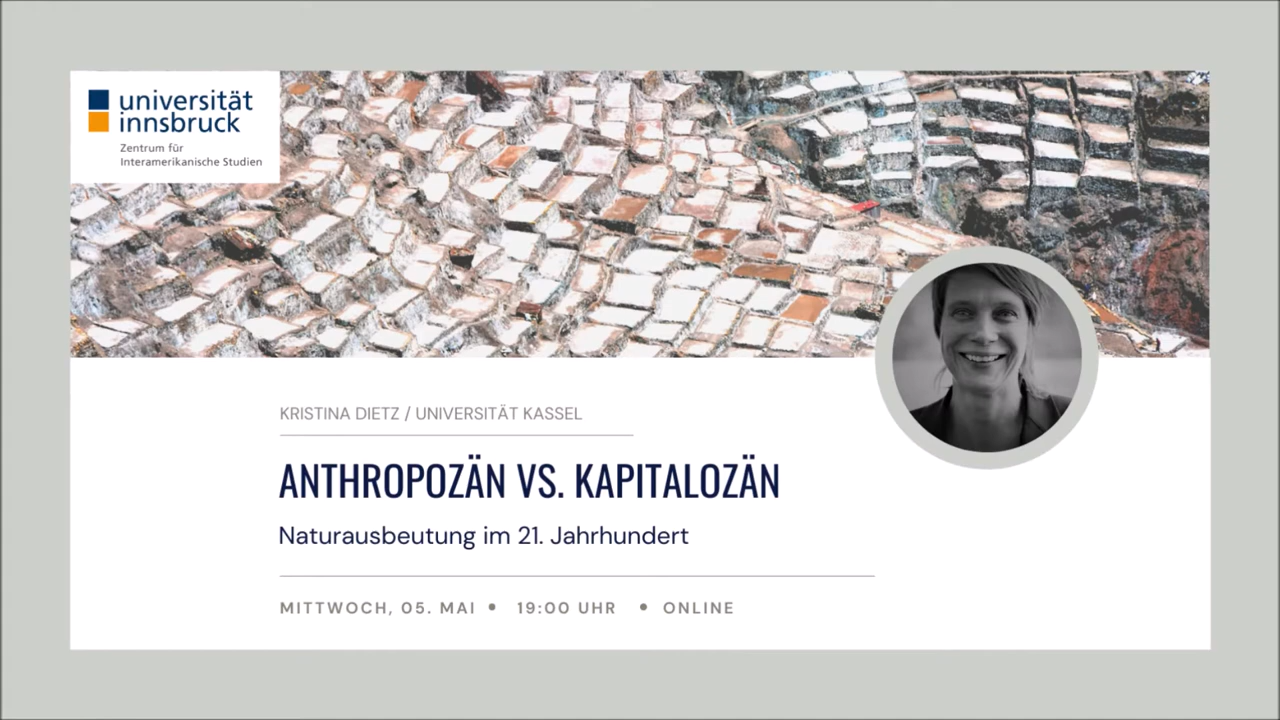 universität
innsbruck
Zentrum für
Interamerikanische Studien
KRISTINA DIETZ / UNIVERSITÄT KASSEL
ANTHROPOZÄN VS. KAPITALOZÄN
Naturausbeutung im 21. Jahrhundert
MITTWOCH, 05. MAI • 19:00 UHR • ONLINE